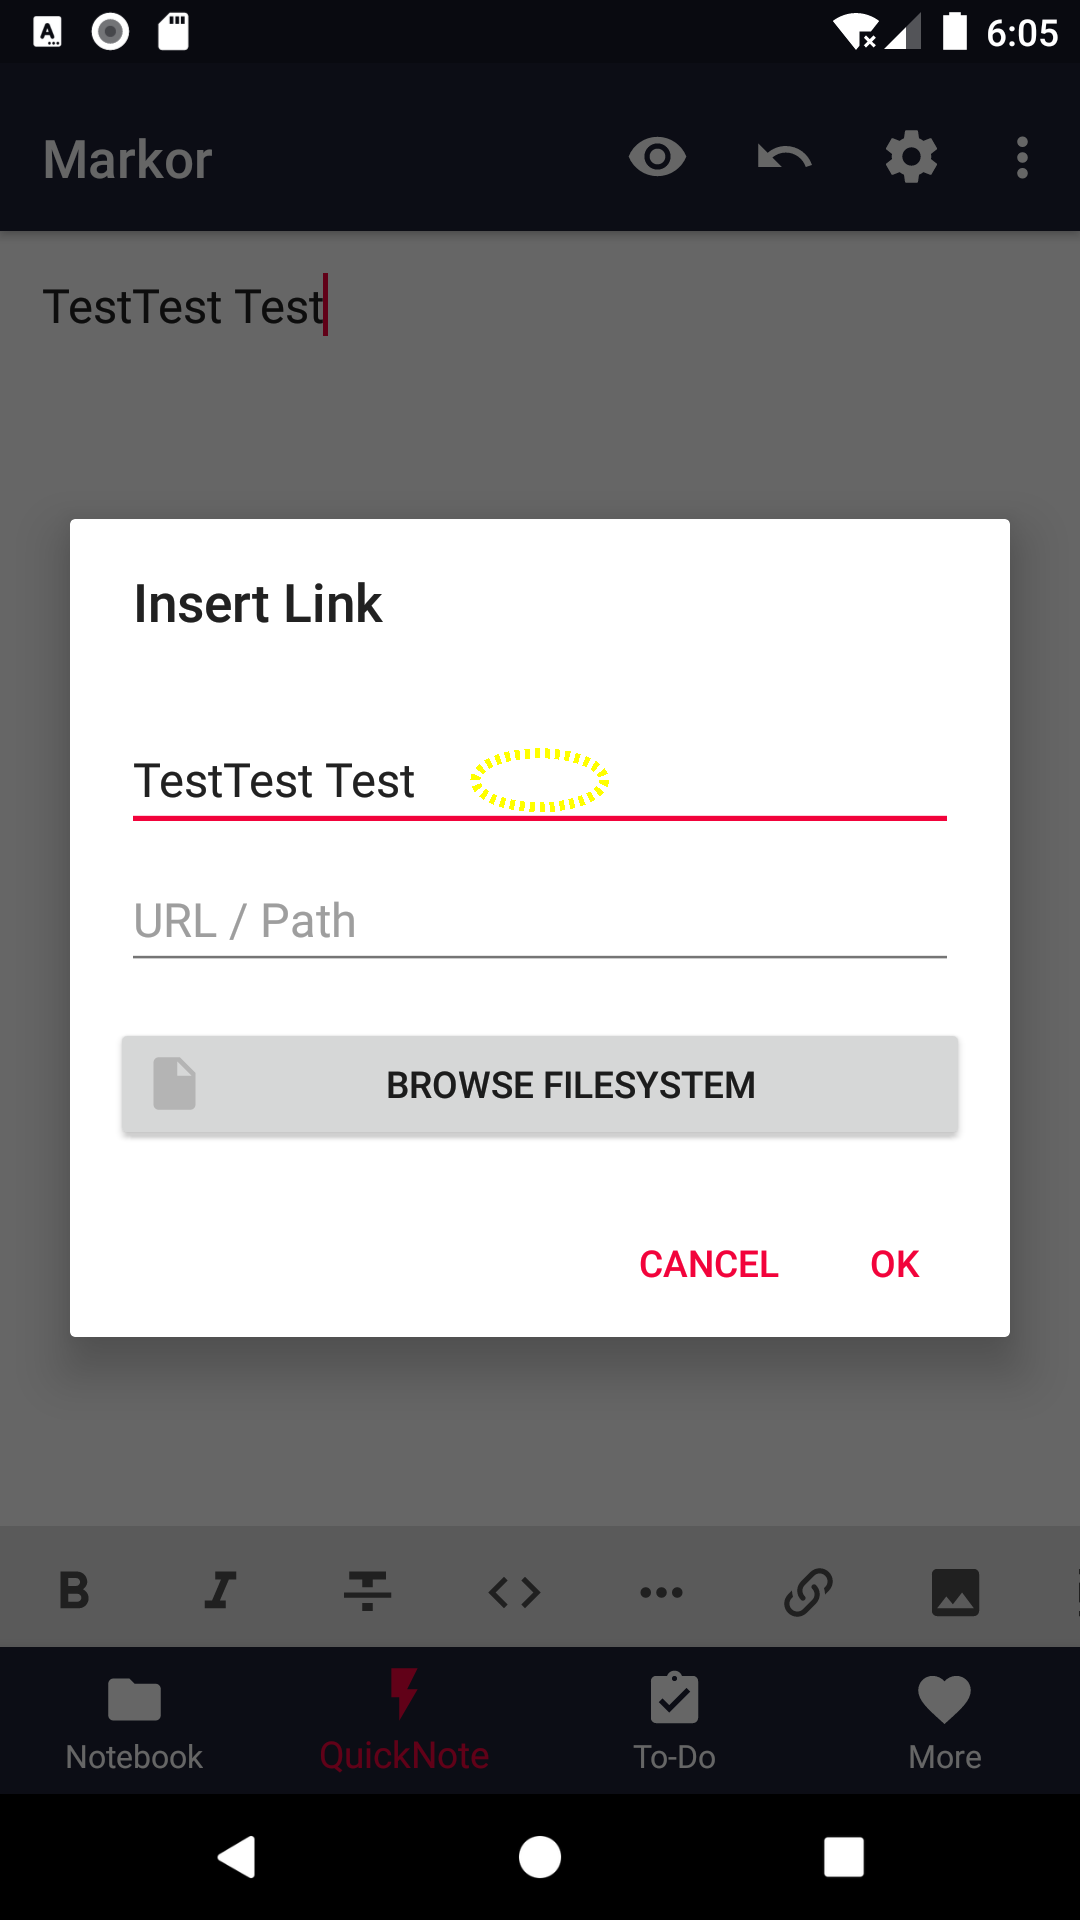 6:05
Markor
TestTest Test
Insert Link
TestTest Test
URL / Path
BROWSE FILESYSTEM
CANCEL OK
Notebook QuickNote To-Do More